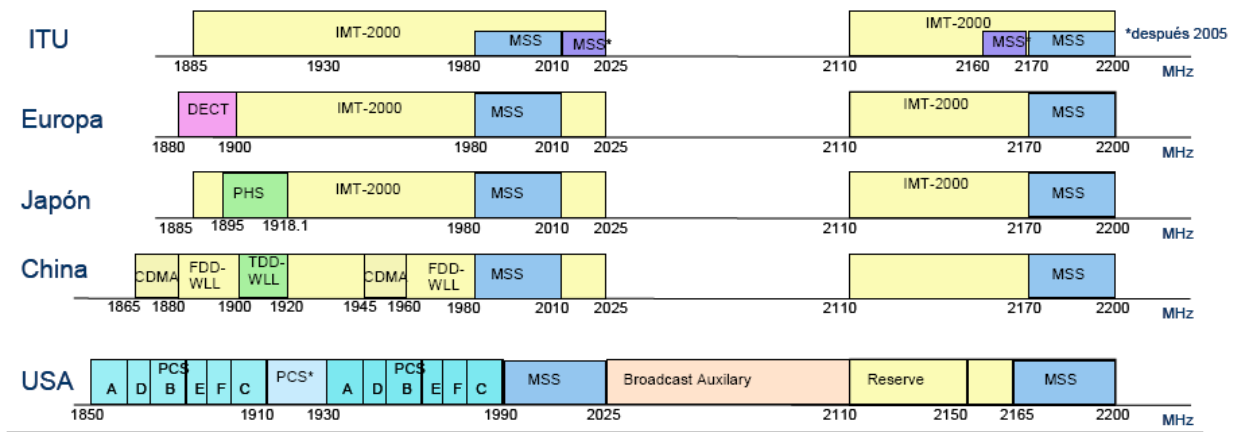 ITU
IMT-2000
MSS
MSS*
IMT-2000
MSS*
MSS
*después 2005
1885 1930 1980 2010 2025 2110 2160 2170 2200 MHz
Europa
DECT IMT-2000 MSS IMT-2000 MSS
1880 1900 1980 2010 2025 2110 2170 2200 MHz
Japón
PHS IMT-2000 MSS IMT-2000 MSS
1885 1895 1918.1 1980 2010 2025 2110 2170 2200 MHz
China
CDMA FDD-WLL TDD-WLL CDMA FDD-WLL MSS MSS
1865 1880 1900 1920 1945 1960 1980 2010 2025 2110 2170 2200 MHz
USA
PCS PCS* PCS MSS Broadcast Auxilary Reserve MSS
A D B E F C A D B E F C
1850 1910 1930 1990 2025 2110 2150 2165 2200 MHz